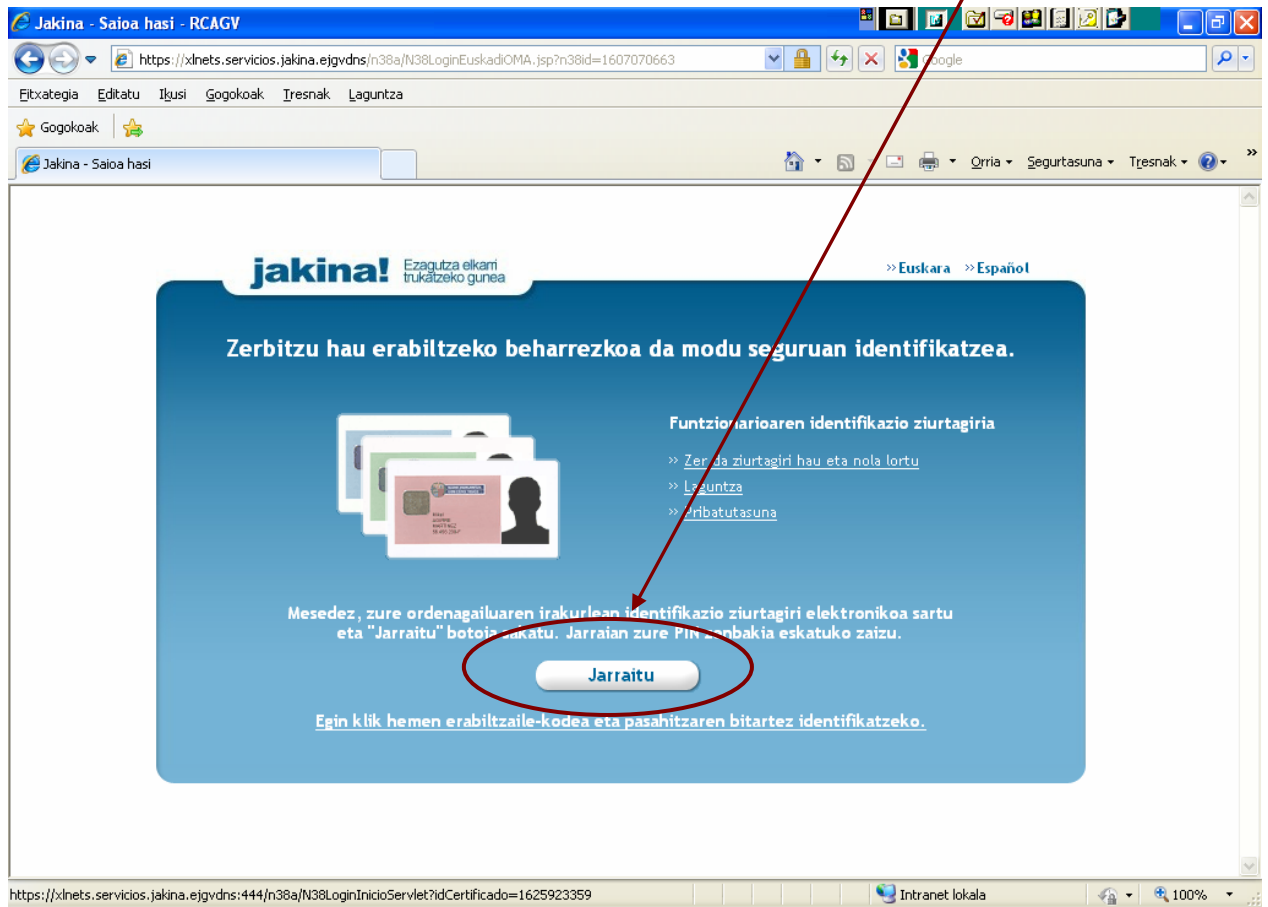 Jakina - Saioa hasi - RCAGV
https://xlnets.servicios.jakina.ejgvdns/n38a/N38LoginEuskadiOMA.jsp?n38id=1607070663
Google
Fitxategia Editatu Ikusi Gogokoak Tresnak Laguntza
Gogokoak
Jakina - Saioa hasi
Orria Segurtasuna Tresnak
jakina! Ezagutza elkarri
trukatzeko gunea
»Euskara »Español
Zerbitzu hau erabiltzeko beharrezkoa da modu seguruan identifikatzea.
Funtzionarioaren identifikazio ziurtagiria
» Zer da ziurtagiri hau eta nola lortu
» Laguntza
» Pribatutasuna
Mesedez, zure ordenagailuaren irakurlean identifikazio ziurtagiri elektronikoa sartu
eta "Jarraitu" botoia sakatu. Jarraian zure PIN zenbakia eskatuko zaizu.
Jarraitu
Egin klik hemen erabiltzaile-kodea eta pasahitzaren bitartez identifikatzeko.
https://xlnets.servicios.jakina.ejgvdns:444/n38a/N38LoginInicioServlet?idCertificado=1625923359
Intranet lokala
100%